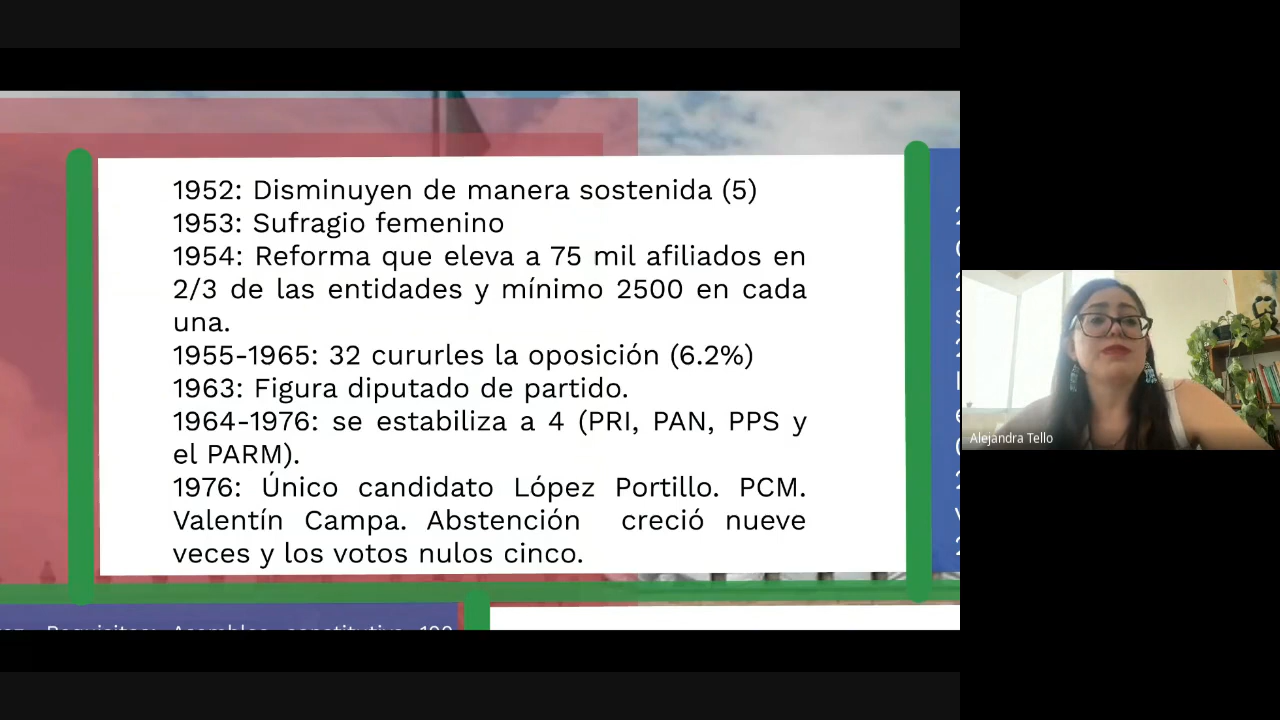 1952: Disminuyen de manera sostenida (5)
1953: Sufragio femenino
1954: Reforma que eleva a 75 mil afiliados en
2/3 de las entidades y mínimo 2500 en cada
una.
1955-1965: 32 cururles la oposición (6.2%)
1963: Figura diputado de partido.
1964-1976: se estabiliza a 4 (PRI, PAN, PPS y
el PARM).
1976: Único candidato López Portillo. PCM.
Valentín Campa. Abstención creció nueve
veces y los votos nulos cinco.
Alejandra Tello